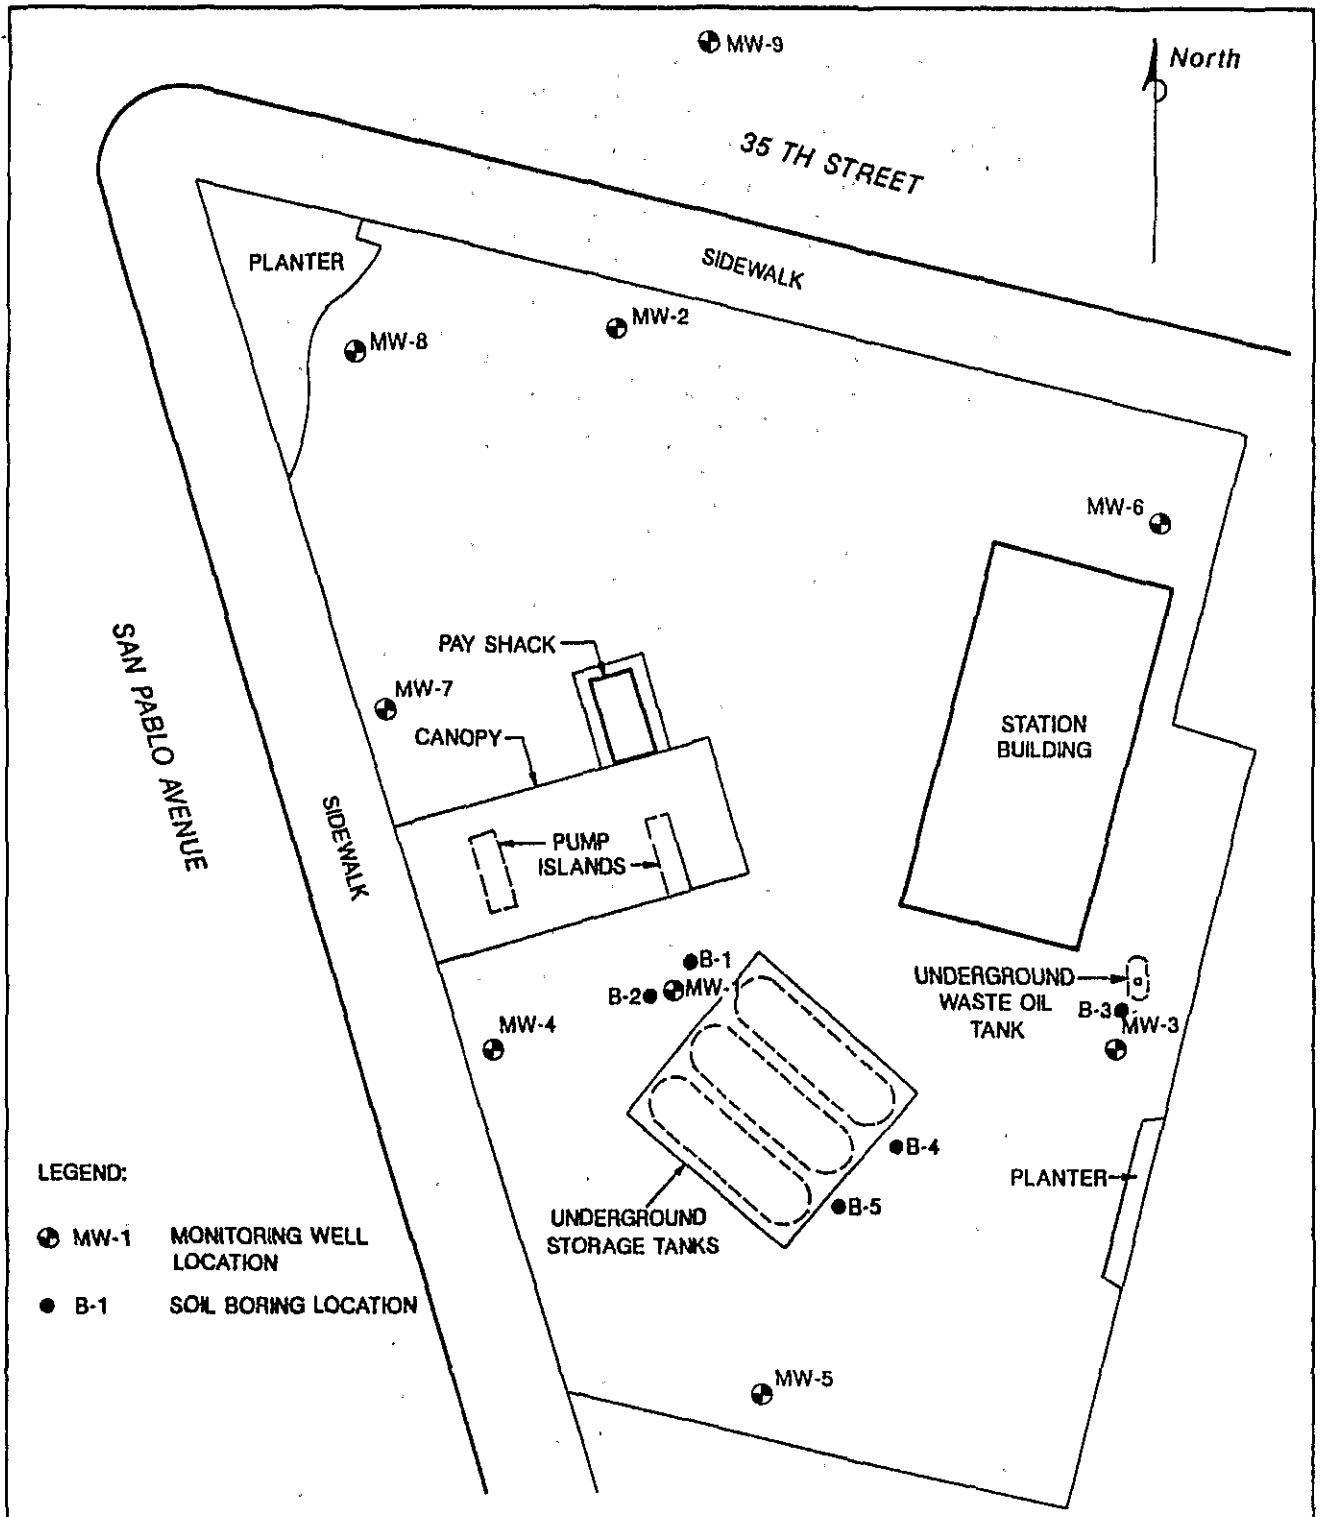 MW-9
North
35 TH STREET
SIDEWALK
PLANTER
MW-2
MW-8
MW-6
PAY SHACK
MW-7
CANOPY
STATION
BUILDING
SAN PABLO AVENUE
SIDEWALK
PUMP
ISLANDS
B-1
B-2
MW-1
UNDERGROUND
WASTE OIL
TANK
B-3
MW-3
MW-4
B-4
PLANTER
B-5
UNDERGROUND
STORAGE TANKS
LEGEND:
MW-1 MONITORING WELL
LOCATION
B-1 SOIL BORING LOCATION
MW-5